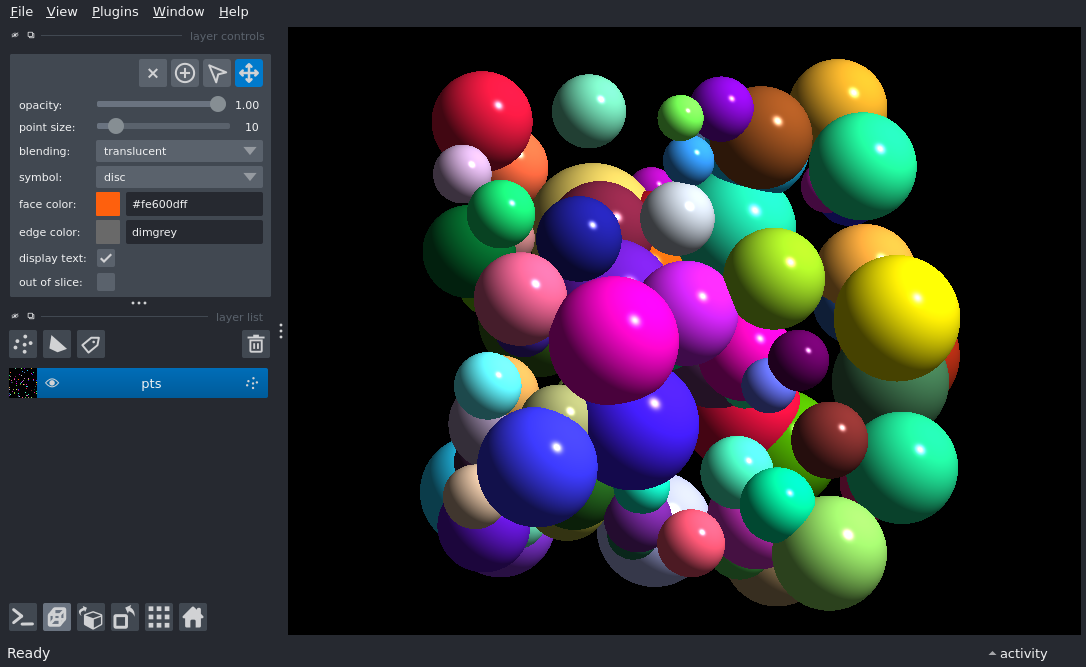 File View Plugins Window Help
layer controls
opacity: 1.00
point size: 10
blending: translucent
symbol: disc
face color: #fe600dff
edge color: dimgrey
display text:
out of slice:
layer list
pts
Ready
activity